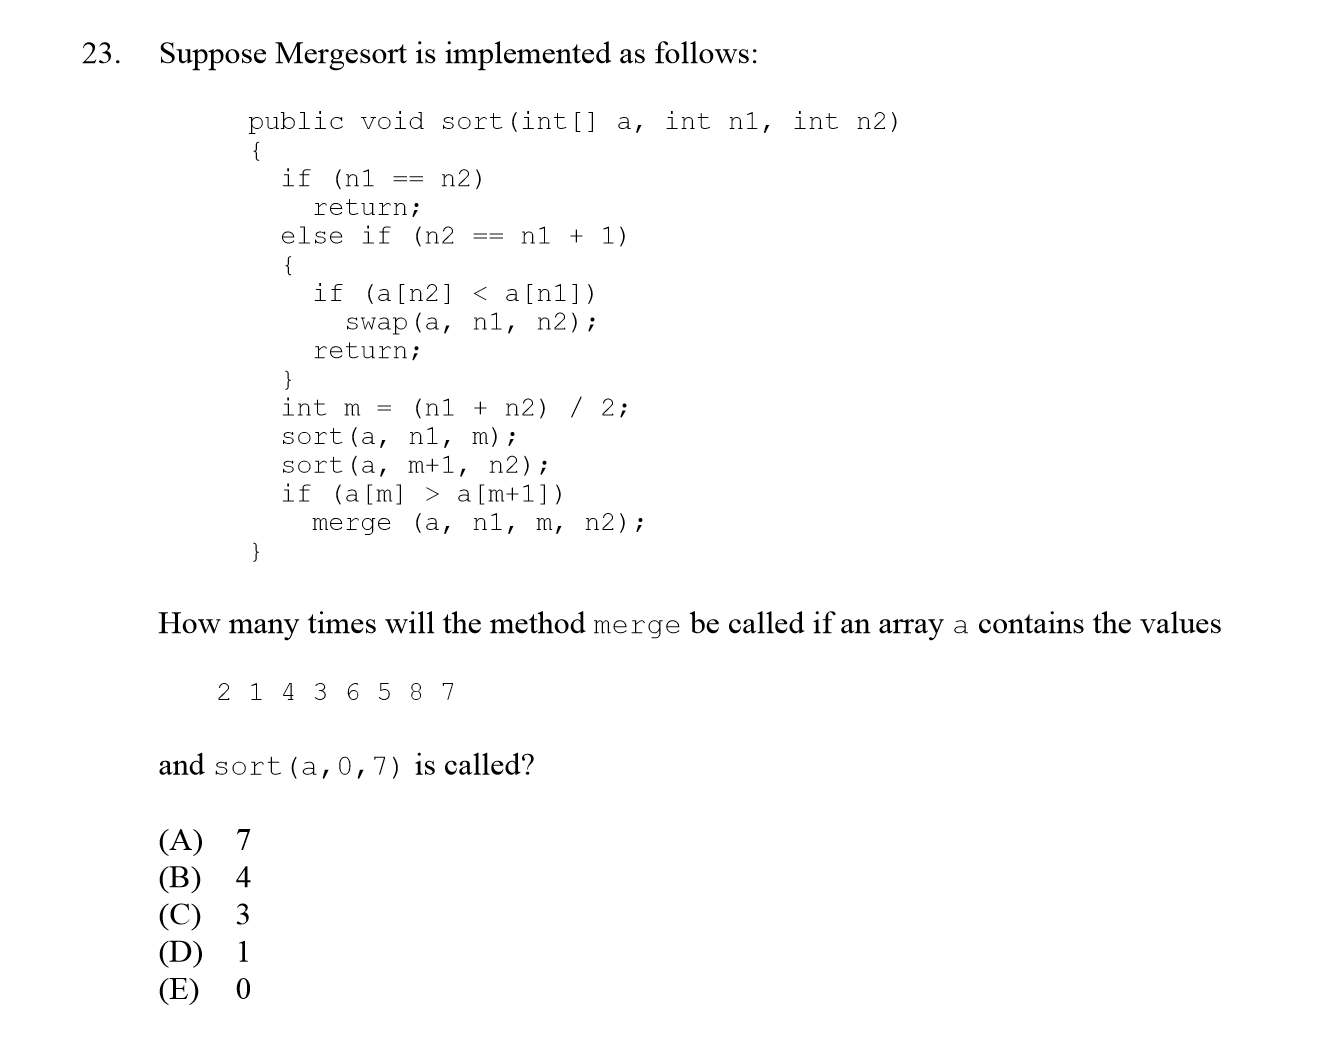 23. Suppose Mergesort is implemented as follows:
public void sort(int[] a, int n1, int n2)
{
  if (n1 == n2)
    return;
  else if (n2 == n1 + 1)
  {
    if (a[n2] < a[n1])
      swap(a, n1, n2);
    return;
  }
  int m = (n1 + n2) / 2;
  sort(a, n1, m);
  sort(a, m+1, n2);
  if (a[m] > a[m+1])
    merge (a, n1, m, n2);
}
How many times will the method merge be called if an array a contains the values
2 1 4 3 6 5 8 7
and sort(a,0,7) is called?
(A) 7
(B) 4
(C) 3
(D) 1
(E) 0